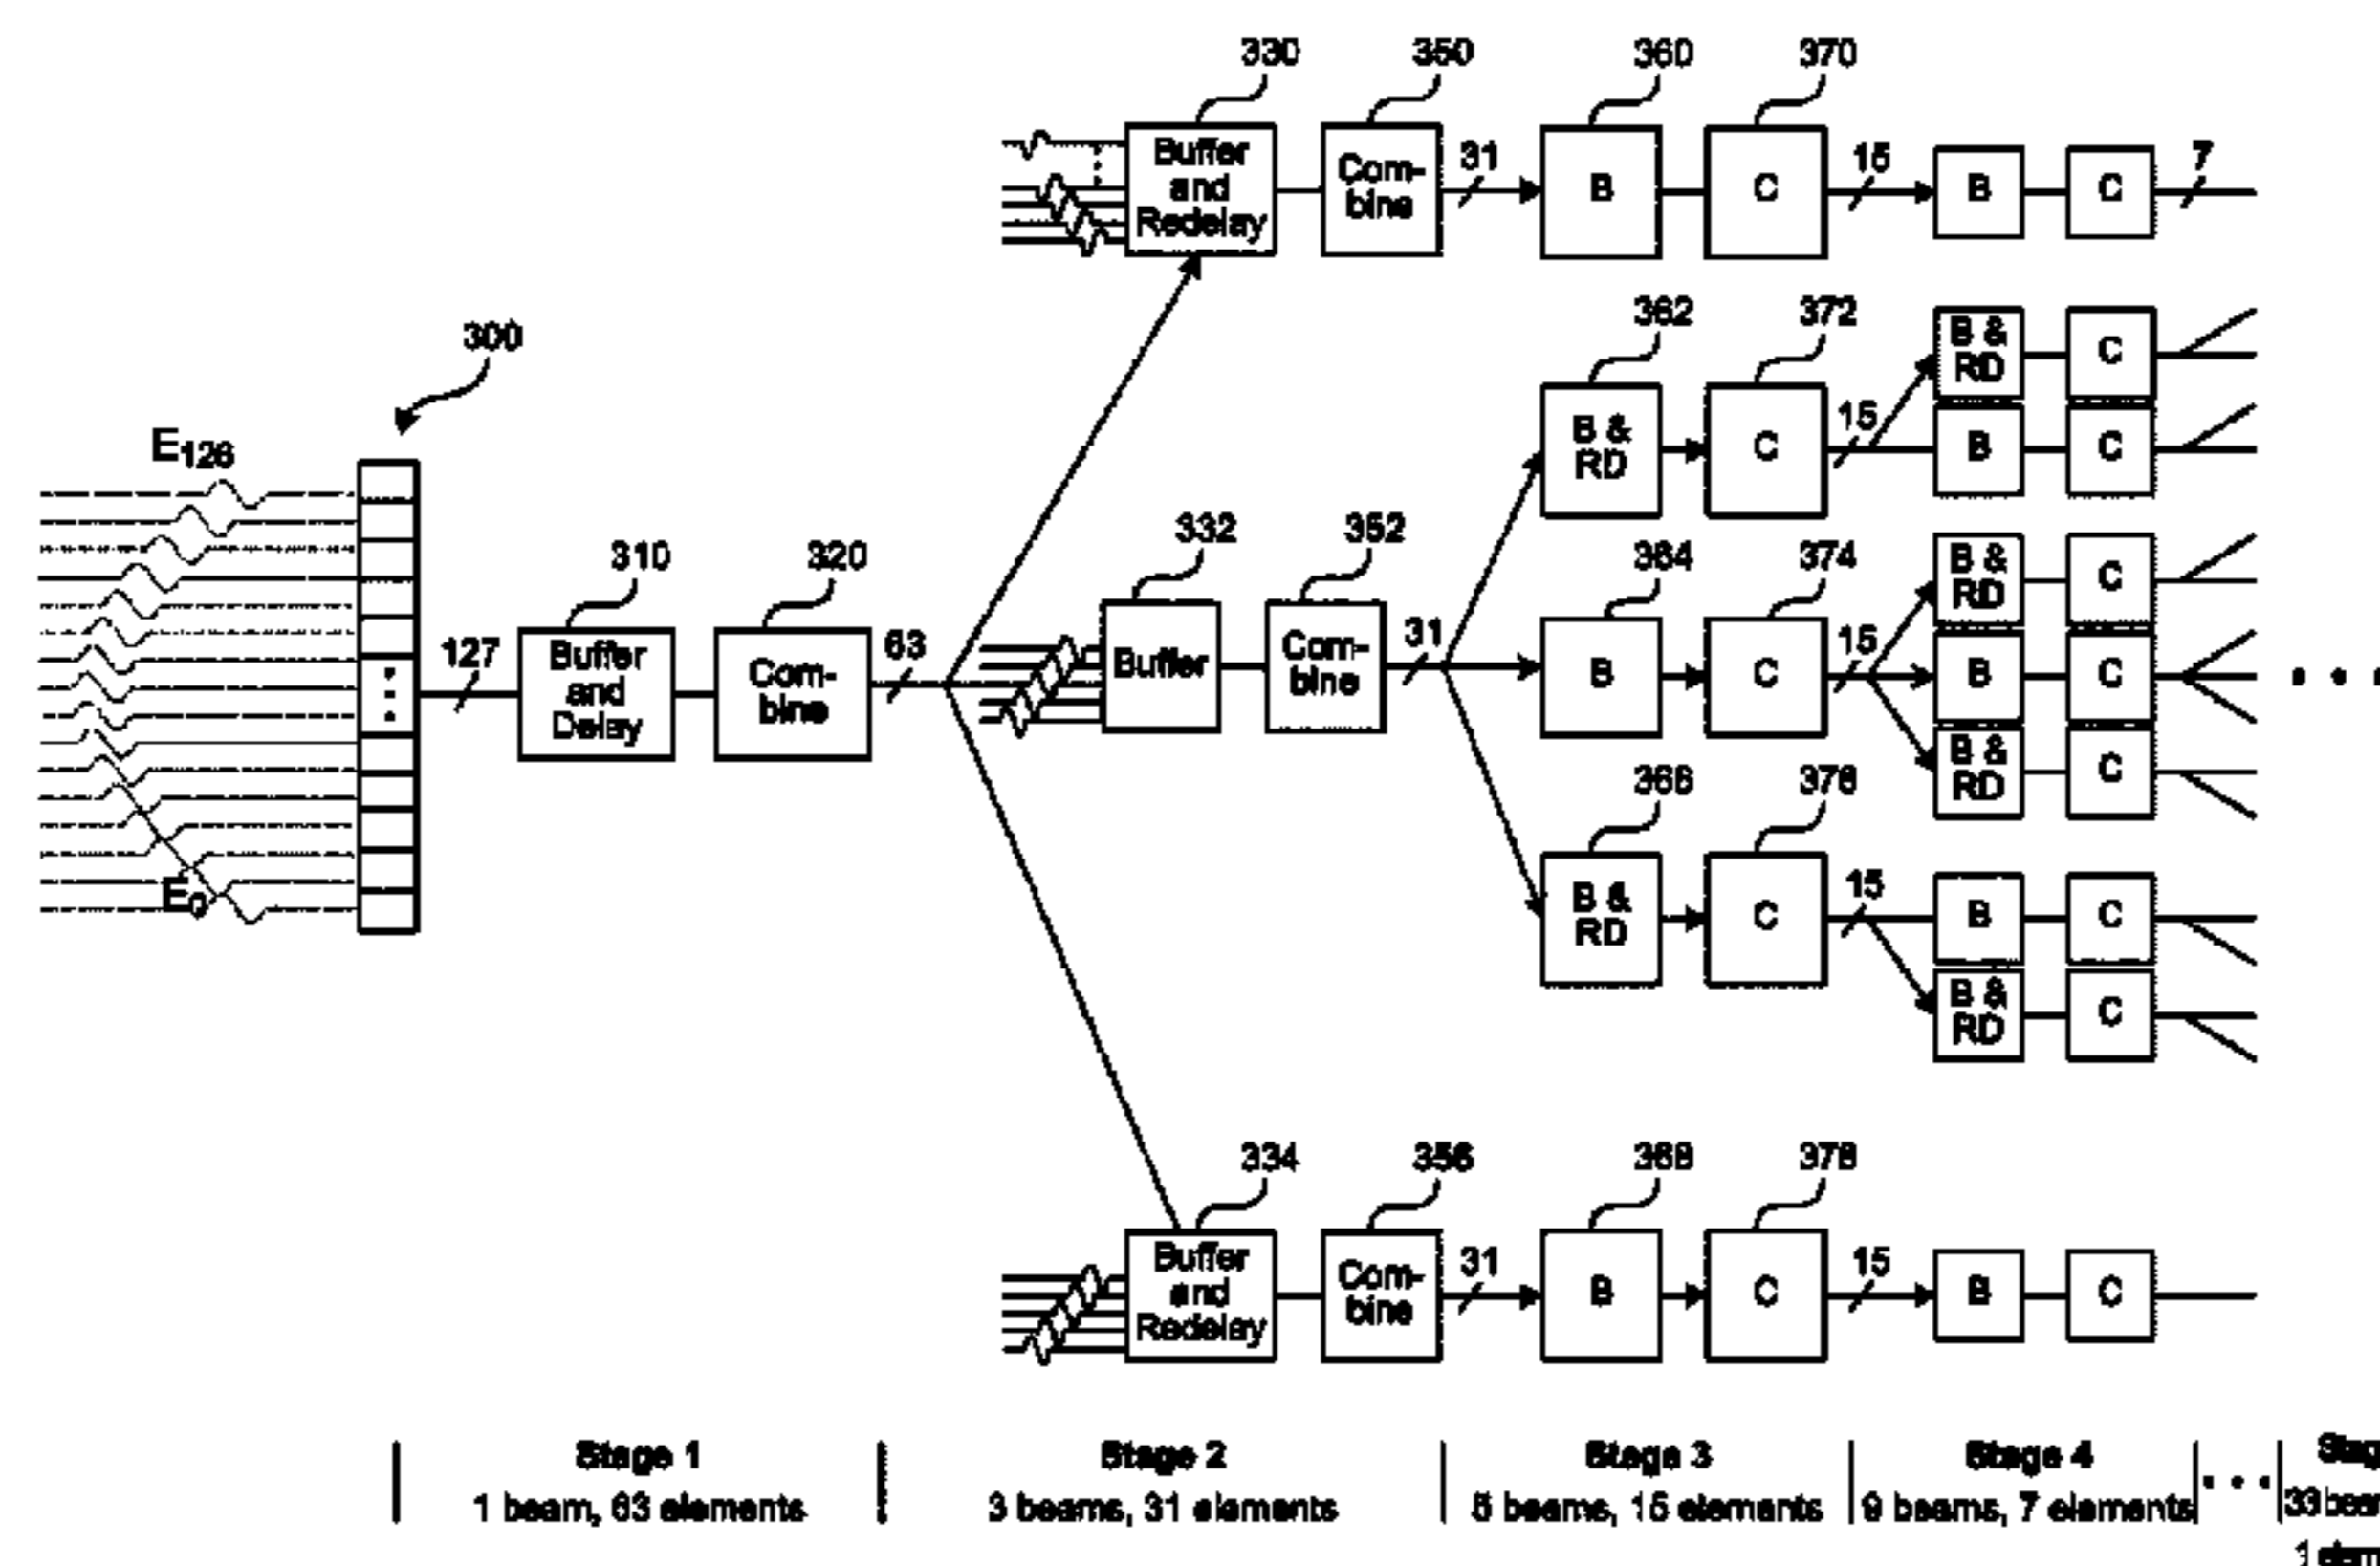 330 350 360 370
Buffer
and
Redelay
Com-
bine
31
B
C
15
B
C
7
300
E126
E0
127
310
Buffer
and
Delay
320
Com-
bine
63
332
Buffer
352
Com-
bine
31
362
B &
RD
372
C
15
B &
RD
C
B
C
364
B
374
C
15
B &
RD
C
B
C
B &
RD
C
• • •
366
B &
RD
376
C
15
B
C
B &
RD
C
334 356 368 378
Buffer
and
Redelay
Com-
bine
31
B
C
15
B
C
Stage 1
1 beam, 63 elements
Stage 2
3 beams, 31 elements
Stage 3
5 beams, 15 elements
Stage 4
9 beams, 7 elements
• • •